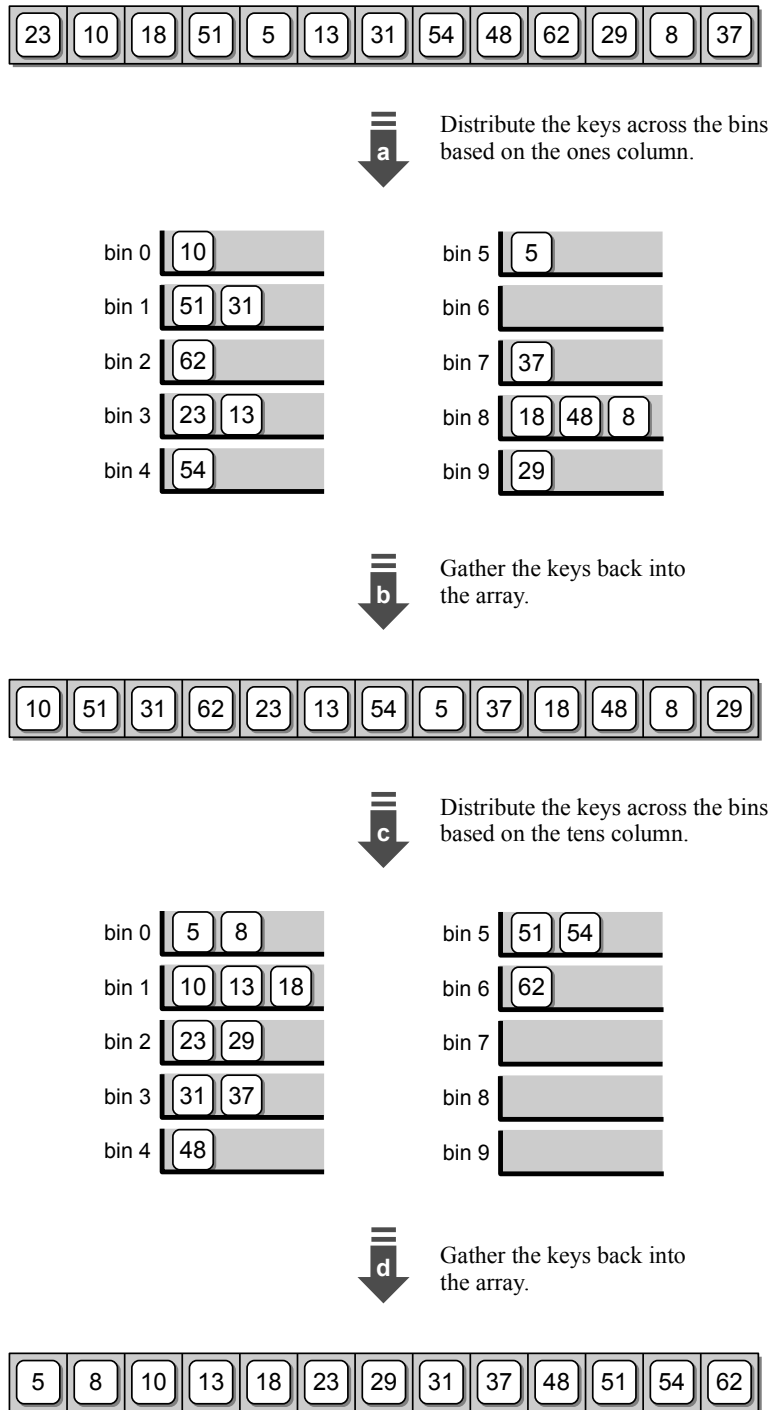 23 10 18 51 5 13 31 54 48 62 29 8 37
a
Distribute the keys across the bins
based on the ones column.
bin 0 10
bin 1 51 31
bin 2 62
bin 3 23 13
bin 4 54
bin 5 5
bin 6
bin 7 37
bin 8 18 48 8
bin 9 29
b
Gather the keys back into
the array.
10 51 31 62 23 13 54 5 37 18 48 8 29
c
Distribute the keys across the bins
based on the tens column.
bin 0 5 8
bin 1 10 13 18
bin 2 23 29
bin 3 31 37
bin 4 48
bin 5 51 54
bin 6 62
bin 7
bin 8
bin 9
d
Gather the keys back into
the array.
5 8 10 13 18 23 29 31 37 48 51 54 62